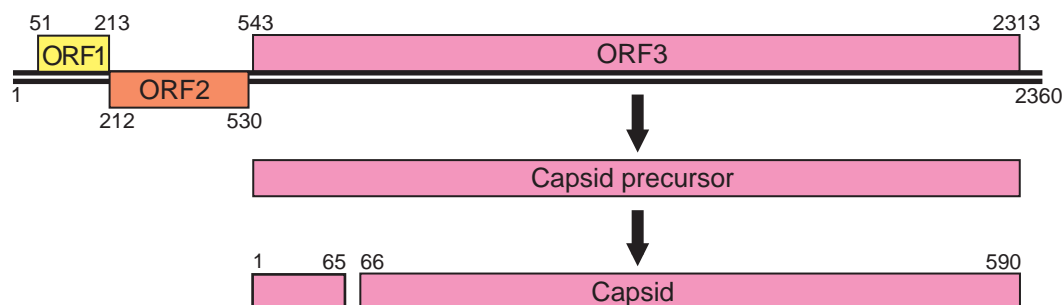 51 213 543 2313
ORF1 ORF3
1 ORF2 2360
212 530
Capsid precursor
1 65 66 590
Capsid